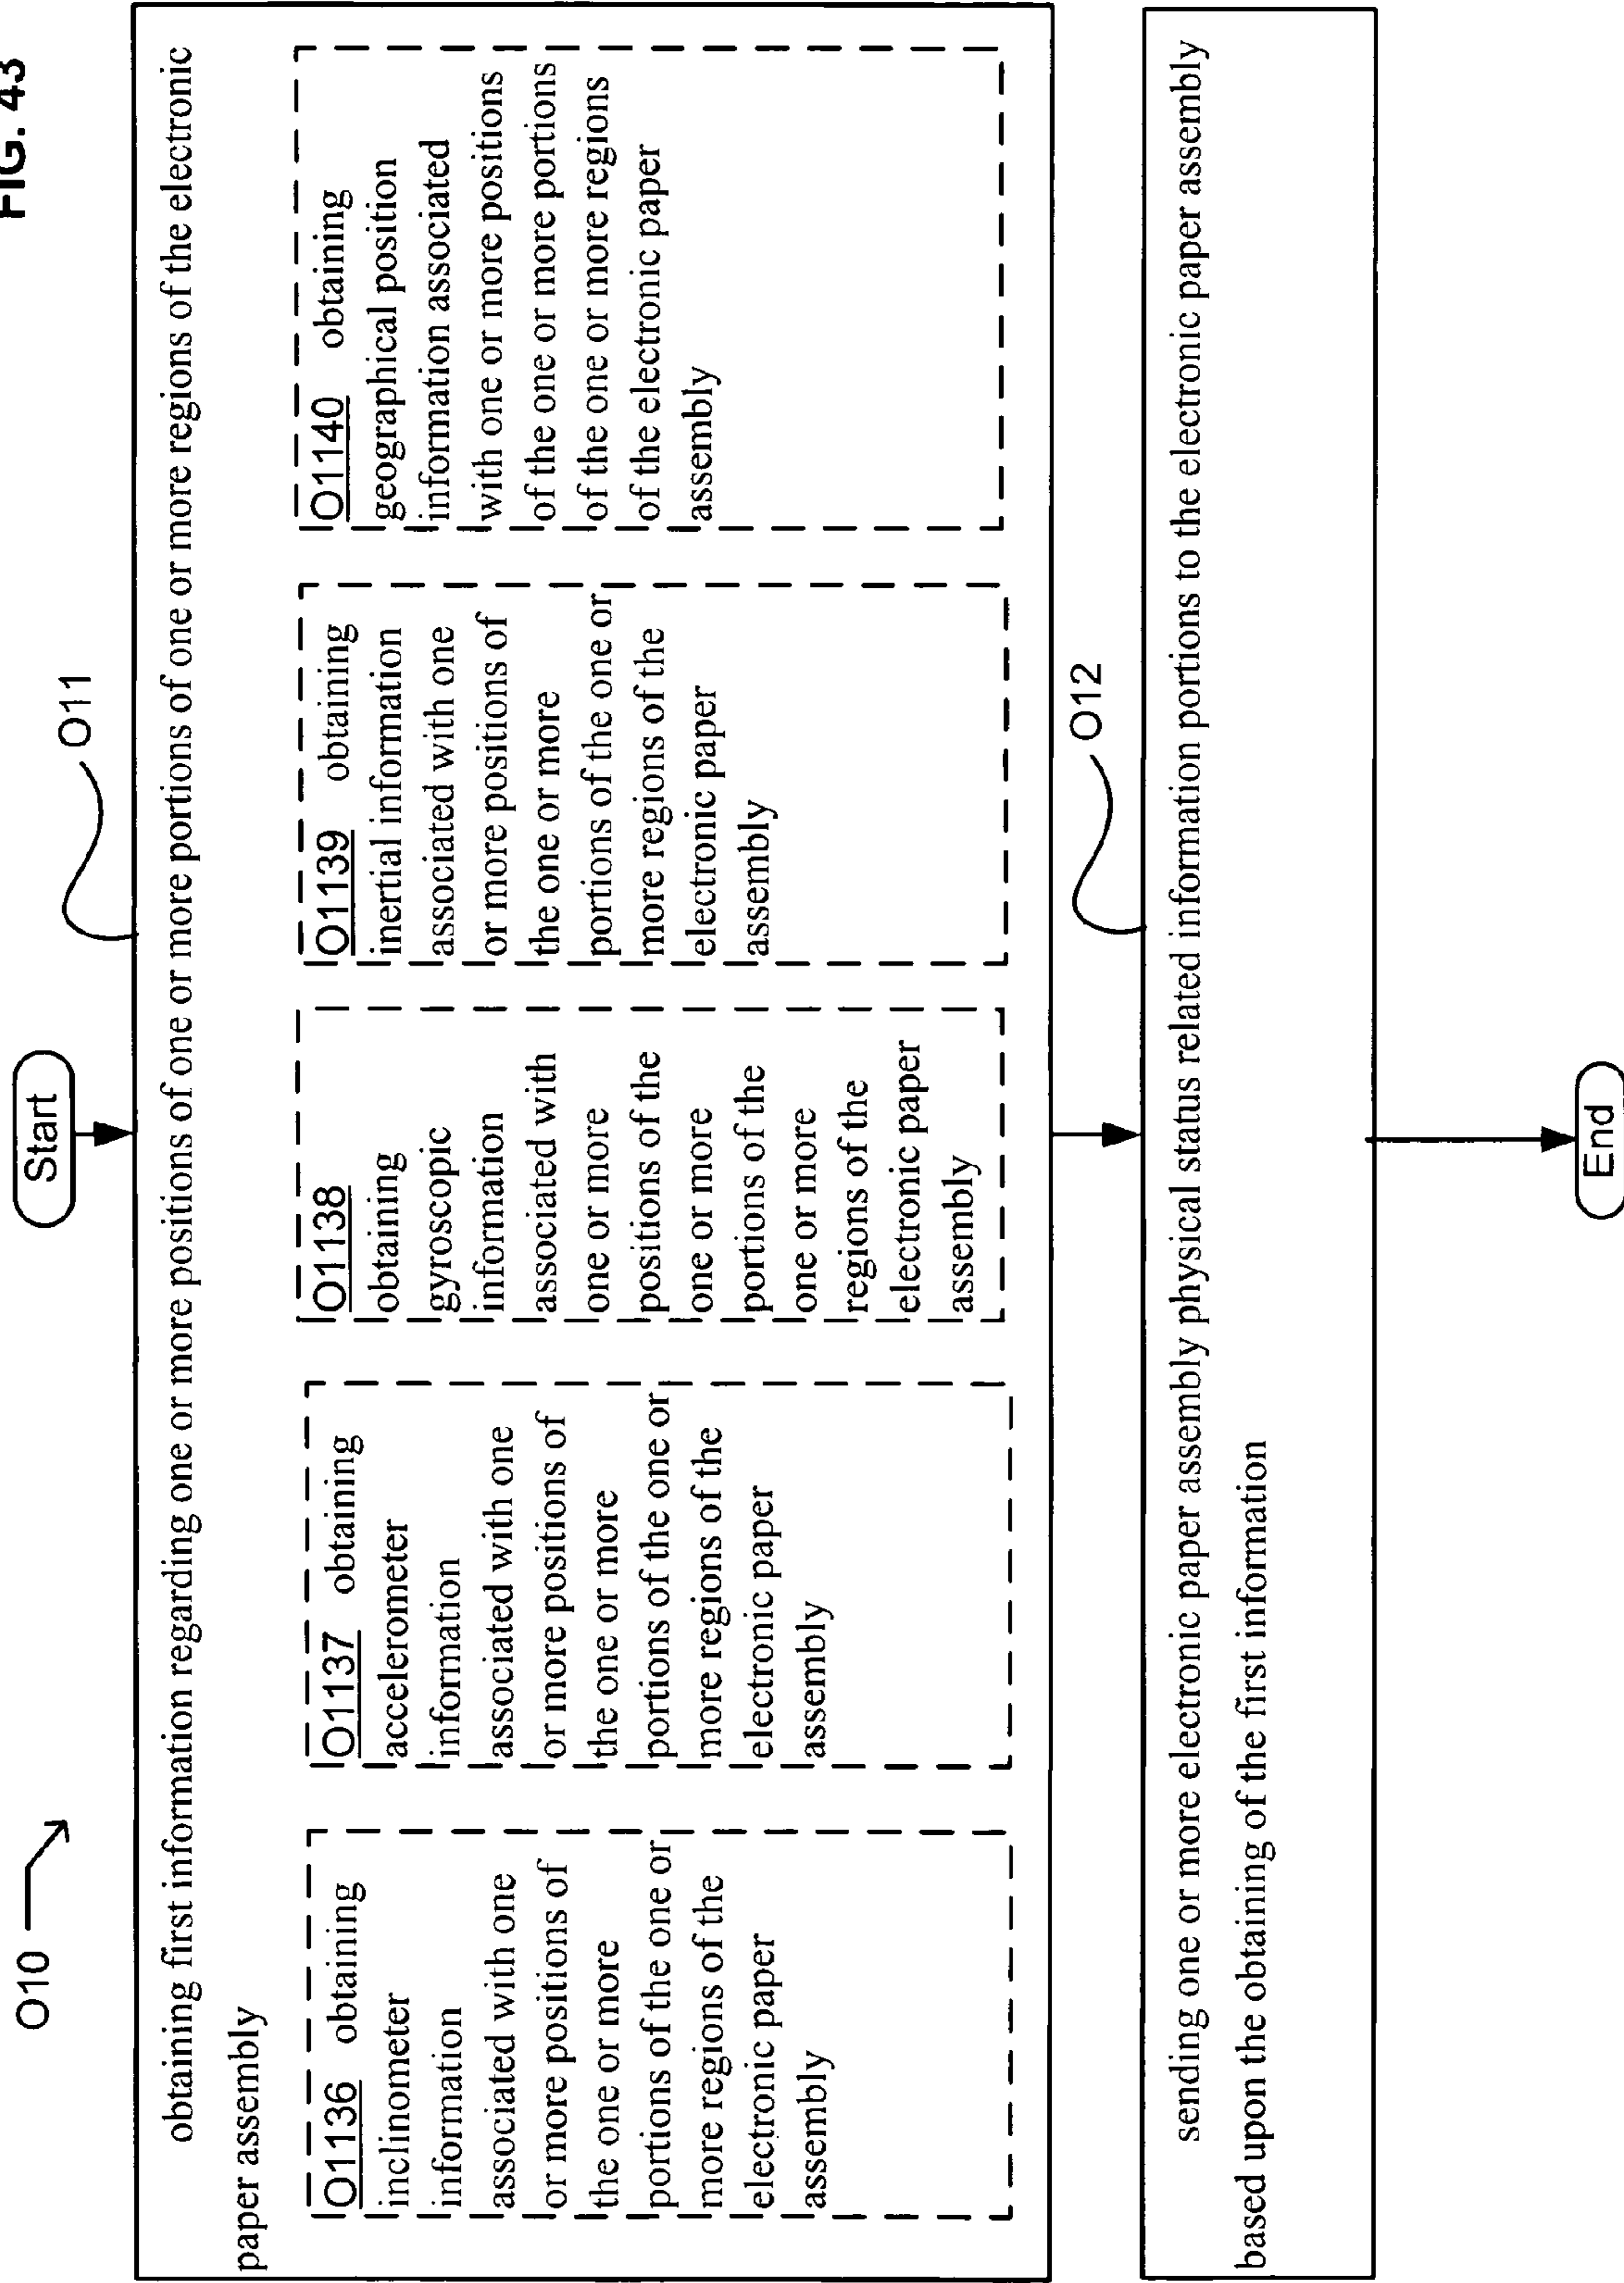 FIG. 43
O10
Start
O11
obtaining first information regarding one or more positions of one or more portions of one or more regions of the electronic
paper assembly
O1136 obtaining
inclinometer
information
associated with one
or more positions of
the one or more
portions of the one or
more regions of the
electronic paper
assembly
O1137 obtaining
accelerometer
information
associated with one
or more positions of
the one or more
portions of the one or
more regions of the
electronic paper
assembly
O1138
obtaining
gyroscopic
information
associated with
one or more
positions of the
one or more
portions of the
one or more
regions of the
electronic paper
assembly
O1139 obtaining
inertial information
associated with one
or more positions of
the one or more
portions of the one or
more regions of the
electronic paper
assembly
O1140 obtaining
geographical position
information associated
with one or more positions
of the one or more portions
of the one or more regions
of the electronic paper
assembly
O12
sending one or more electronic paper assembly physical status related information portions to the electronic paper assembly
based upon the obtaining of the first information
End